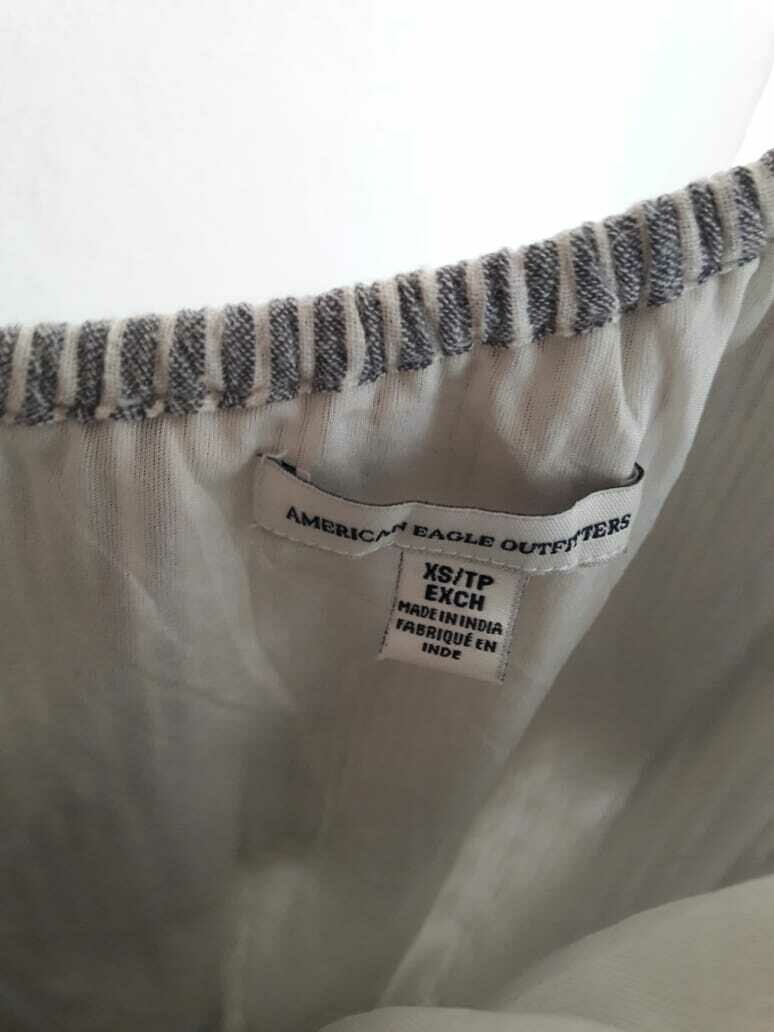 AMERICAN EAGLE OUTFITTERS
XS/TP
EXCH
MADE IN INDIA
FABRIQUÉ EN
INDE